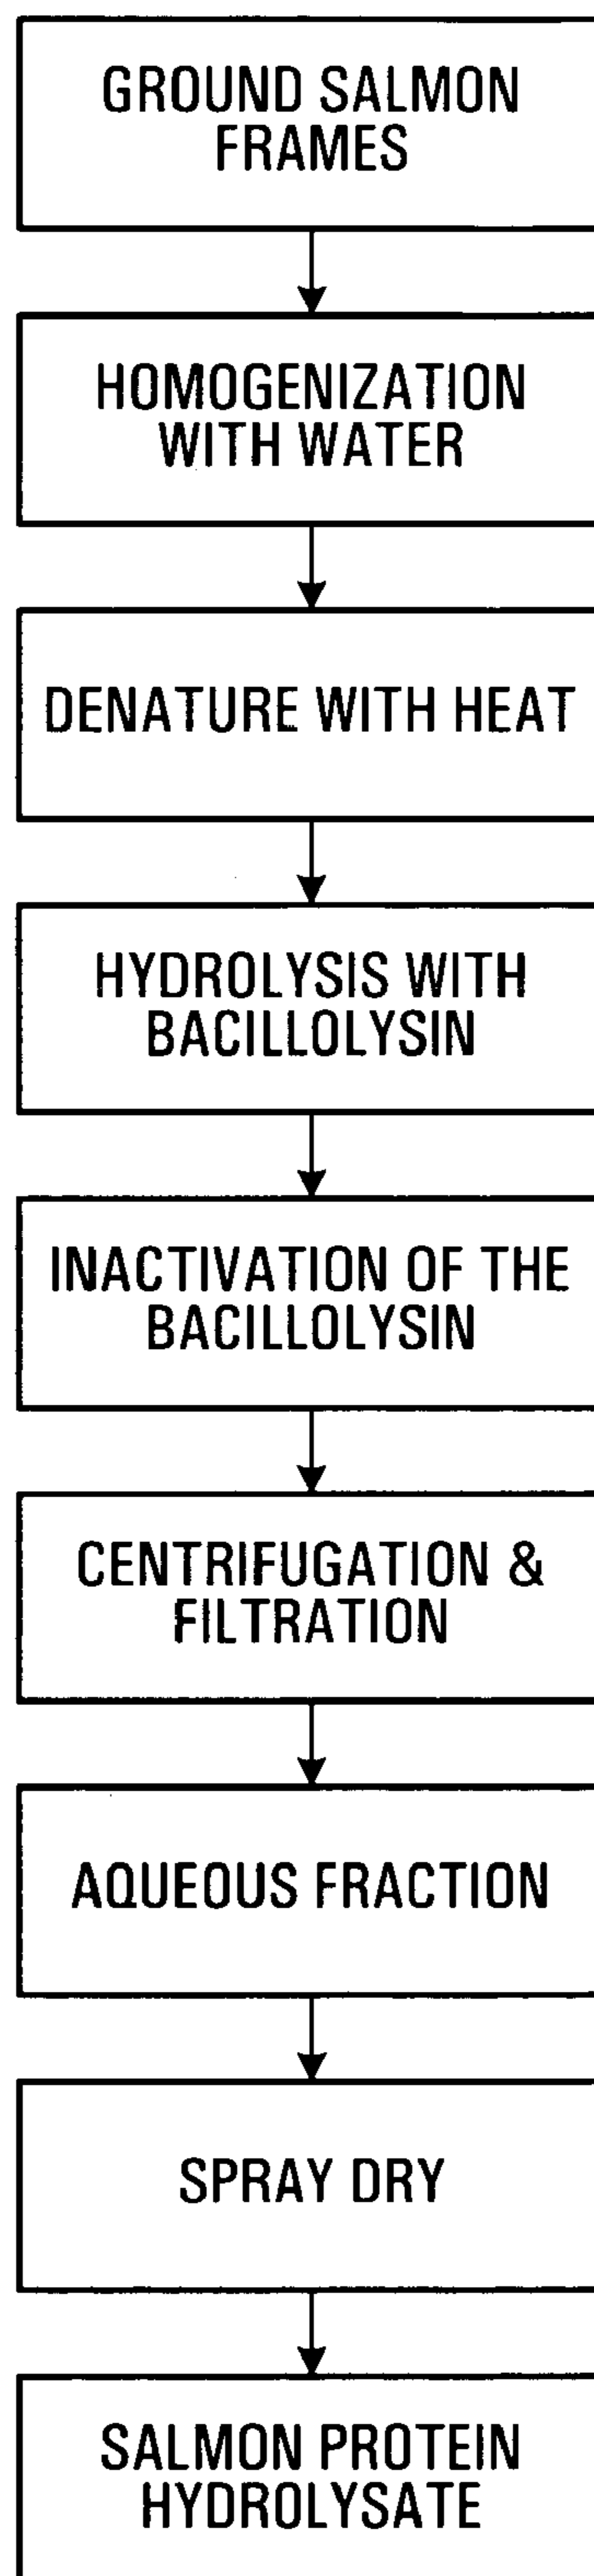 GROUND SALMON
FRAMES
HOMOGENIZATION
WITH WATER
DENATURE WITH HEAT
HYDROLYSIS WITH
BACILLOLYSIN
INACTIVATION OF THE
BACILLOLYSIN
CENTRIFUGATION &
FILTRATION
AQUEOUS FRACTION
SPRAY DRY
SALMON PROTEIN
HYDROLYSATE